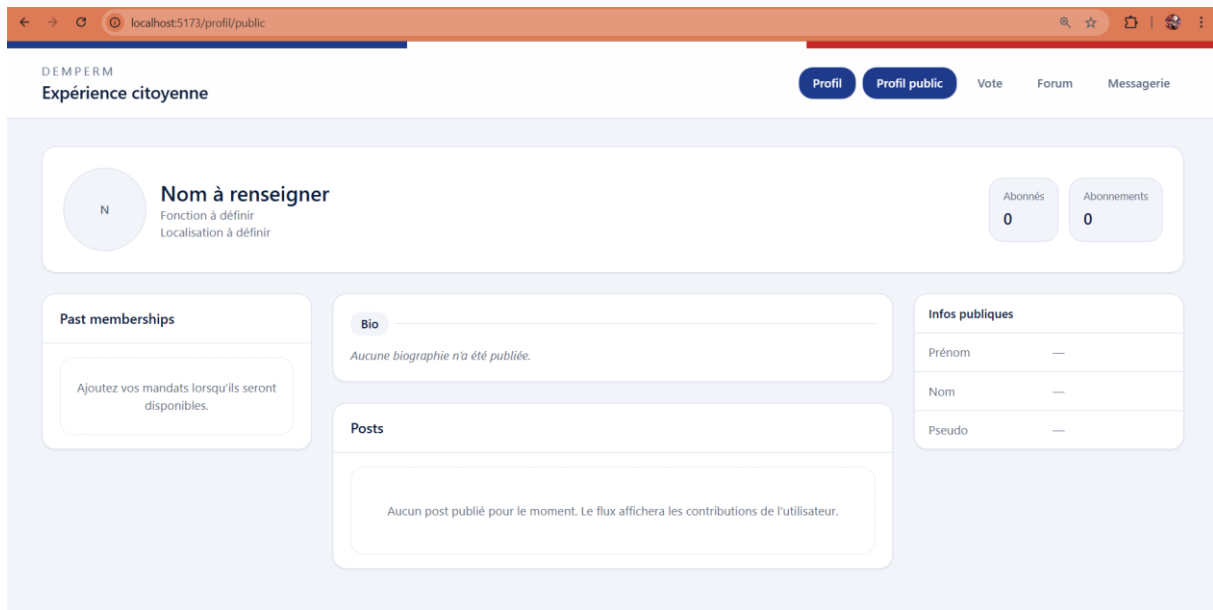 localhost:5173/profil/public
DEMPERM
Expérience citoyenne
Profil
Profil public
Vote
Forum
Messagerie
N
Nom à renseigner
Fonction à définir
Localisation à définir
Abonnés
0
Abonnements
0
Past memberships
Ajoutez vos mandats lorsqu'ils seront
disponibles.
Bio
Aucune biographie n'a été publiée.
Posts
Aucun post publié pour le moment. Le flux affichera les contributions de l'utilisateur.
Infos publiques
Prénom —
Nom —
Pseudo —